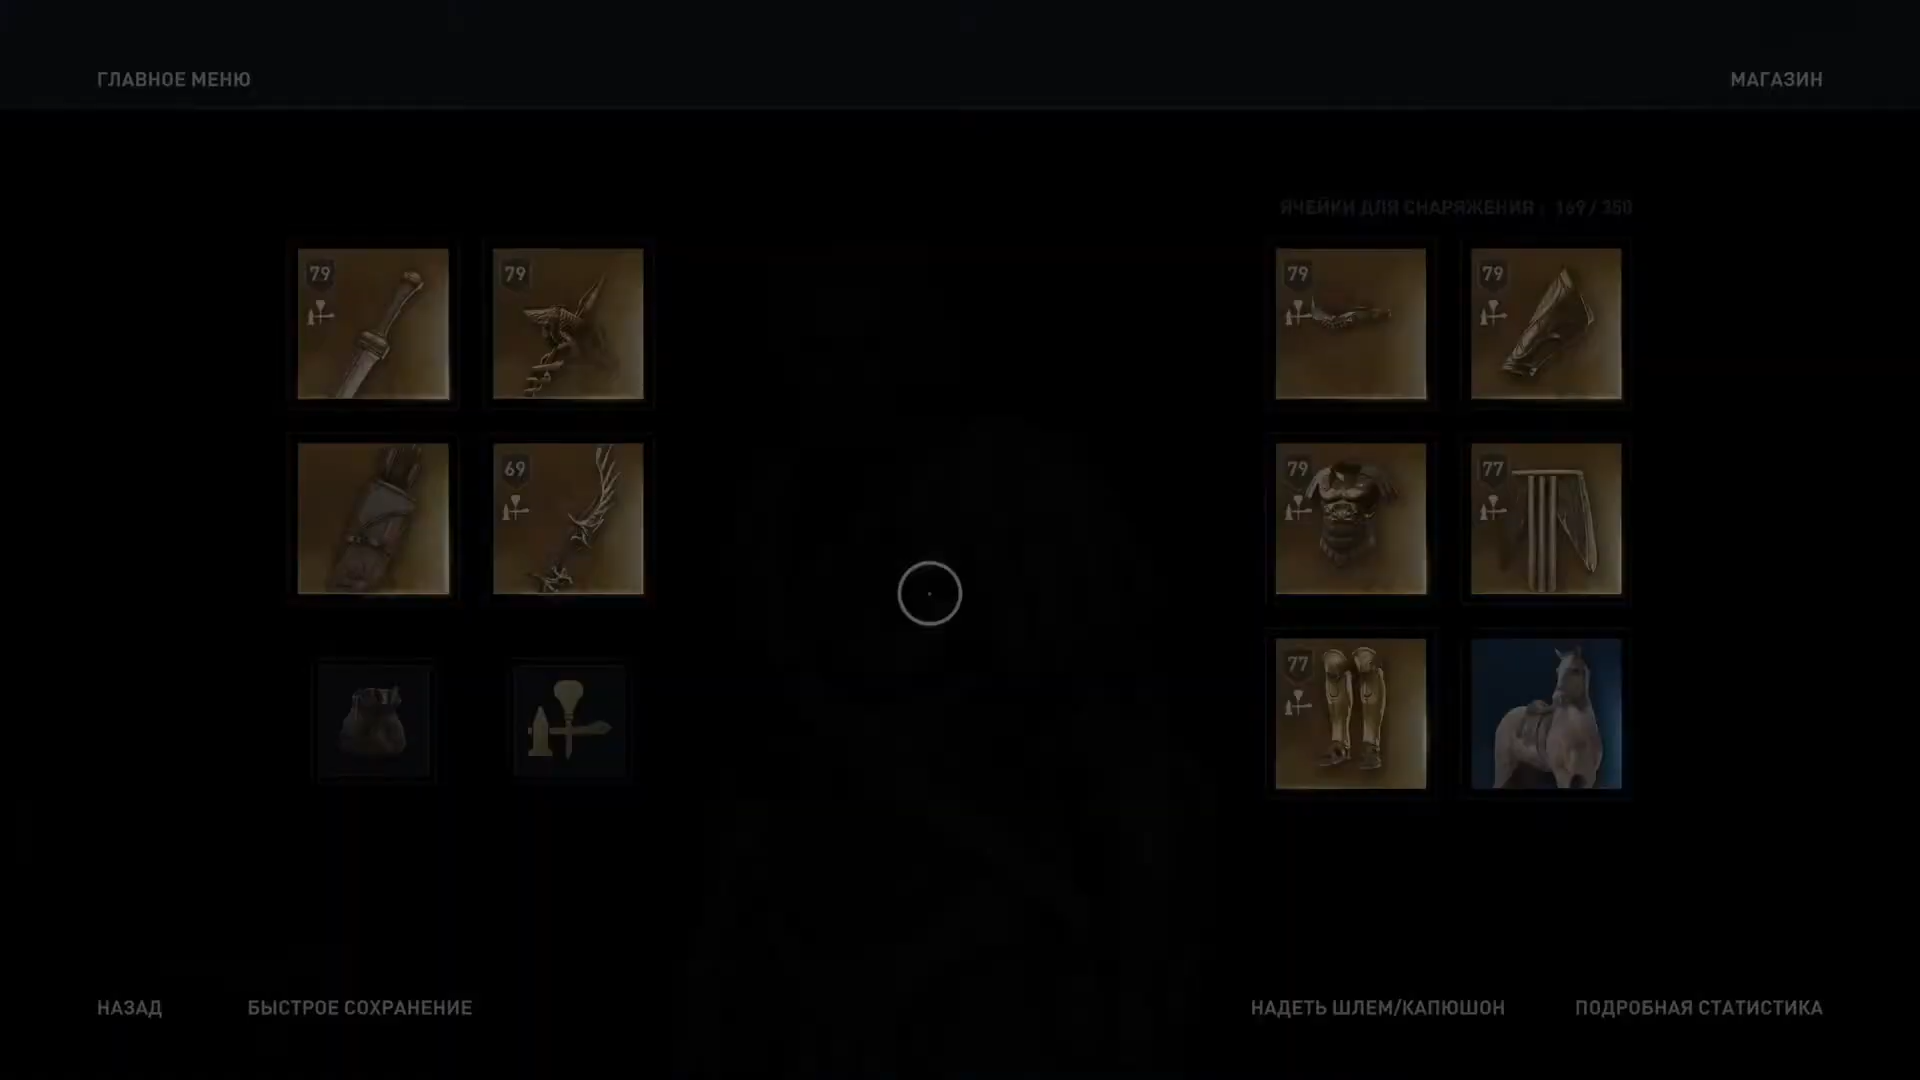 ГЛАВНОЕ МЕНЮ
МАГАЗИН
ЯЧЕЙКИ ДЛЯ СНАРЯЖЕНИЯ : 169 / 350
79
79
79
79
69
79
77
77
НАЗАД
БЫСТРОЕ СОХРАНЕНИЕ
НАДЕТЬ ШЛЕМ/КАПЮШОН
ПОДРОБНАЯ СТАТИСТИКА